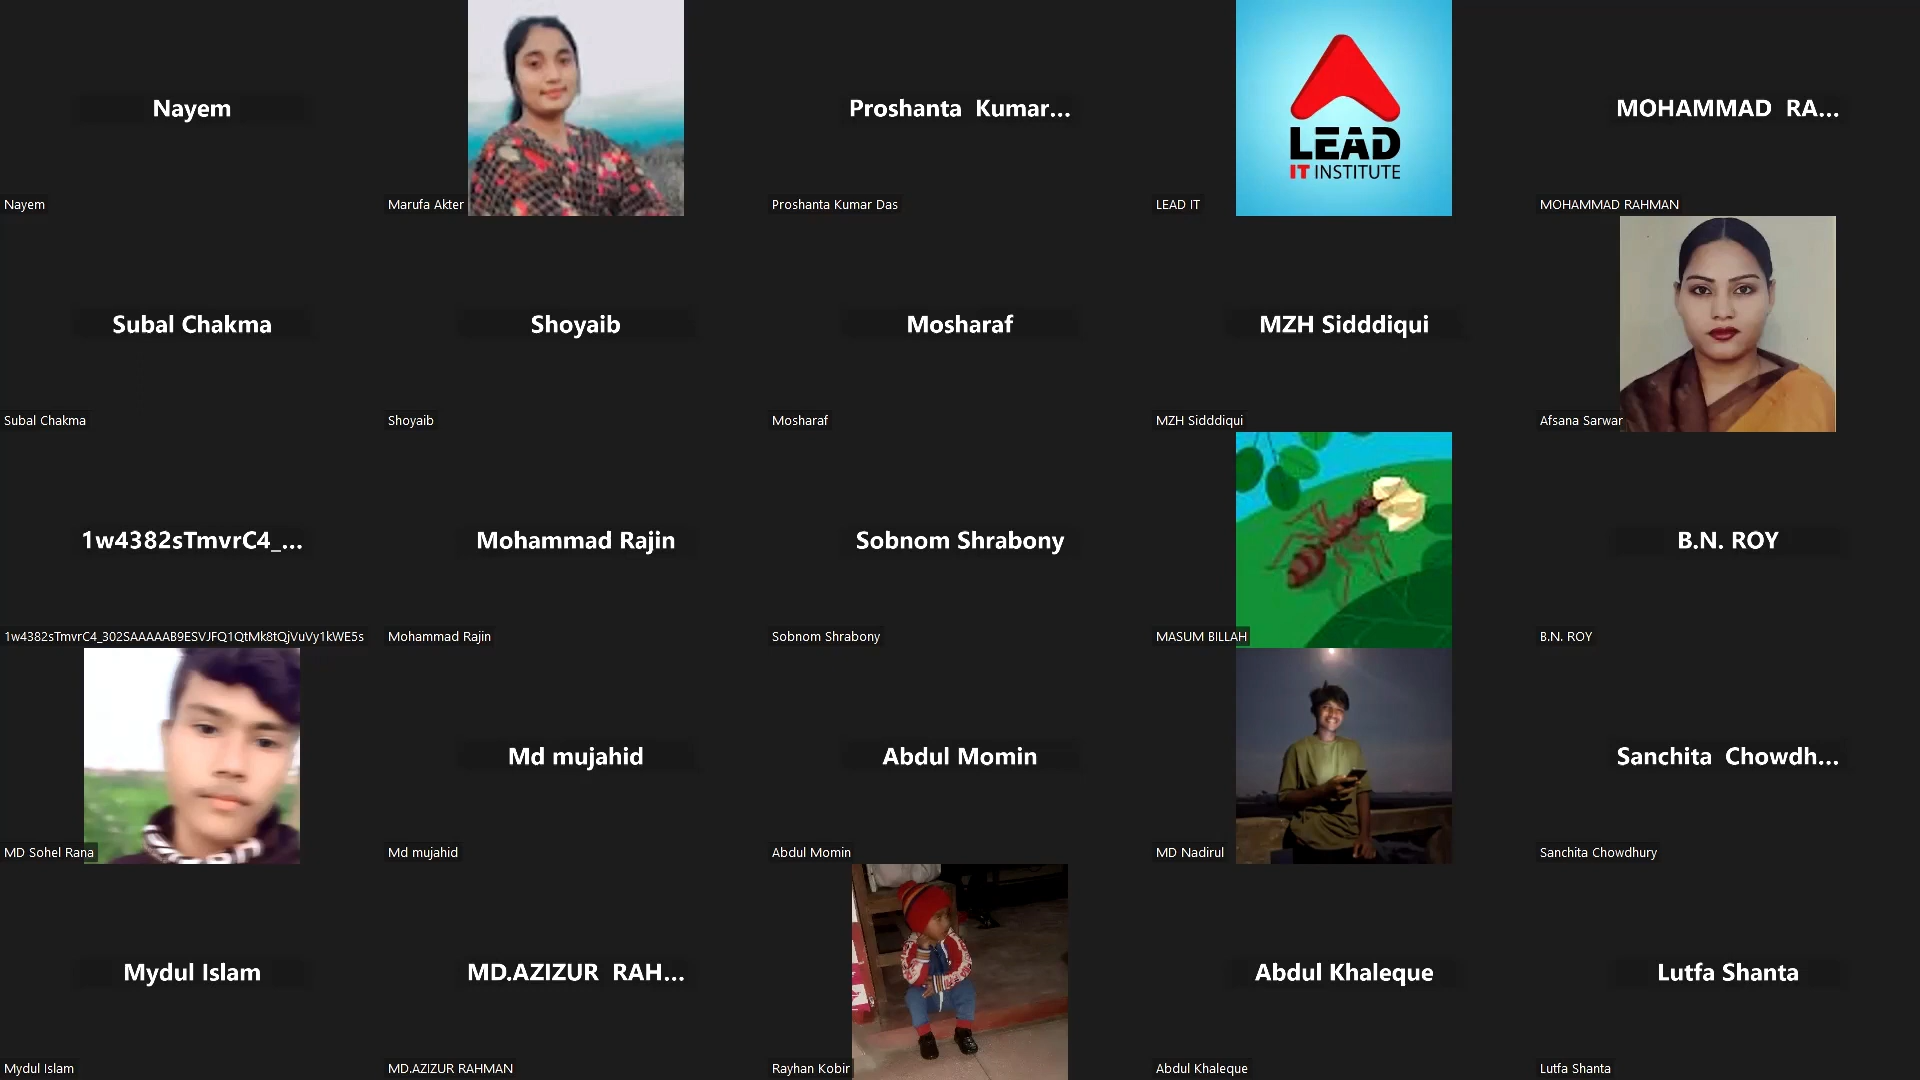 Nayem
Proshanta Kumar...
LEAD
IT INSTITUTE
MOHAMMAD RA...
Nayem
Marufa Akter
Proshanta Kumar Das
LEAD IT
MOHAMMAD RAHMAN
Subal Chakma
Shoyaib
Mosharaf
MZH Sidddiqui
Subal Chakma
Shoyaib
Mosharaf
MZH Sidddiqui
Afsana Sarwar
1w4382sTmvrC4_...
Mohammad Rajin
Sobnom Shrabony
B.N. ROY
1w4382sTmvrC4_302SAAAAAB9ESVJFQ1QtMk8tQjVuVy1kWE5s
Mohammad Rajin
Sobnom Shrabony
MASUM BILLAH
B.N. ROY
Md mujahid
Abdul Momin
Sanchita Chowdh...
MD Sohel Rana
Md mujahid
Abdul Momin
MD Nadirul
Sanchita Chowdhury
Mydul Islam
MD.AZIZUR RAH...
Abdul Khaleque
Lutfa Shanta
Mydul Islam
MD.AZIZUR RAHMAN
Rayhan Kobir
Abdul Khaleque
Lutfa Shanta